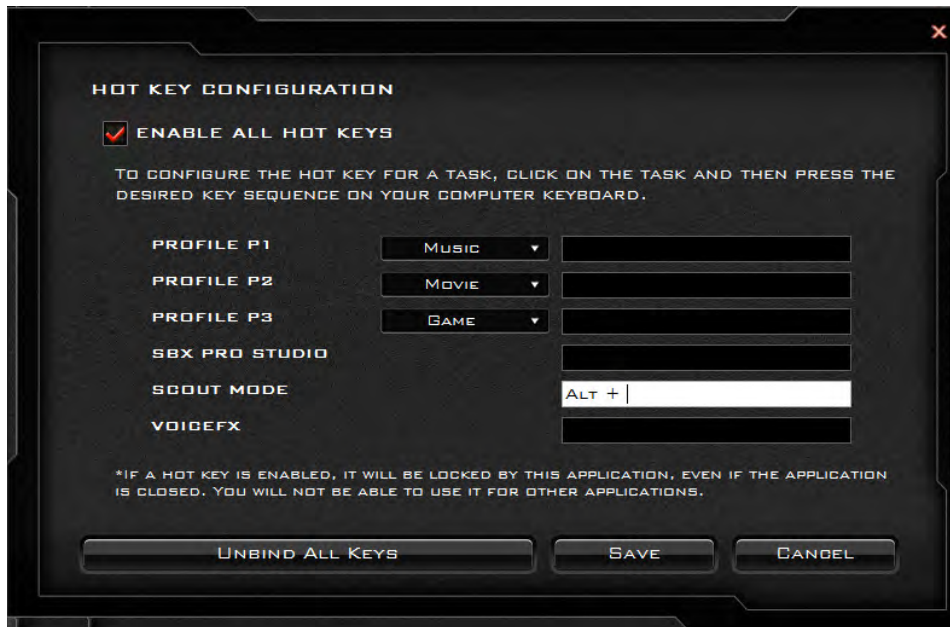 HOT KEY CONFIGURATION
ENABLE ALL HOT KEYS
TO CONFIGURE THE HOT KEY FOR A TASK, CLICK ON THE TASK AND THEN PRESS THE
DESIRED KEY SEQUENCE ON YOUR COMPUTER KEYBOARD.
PROFILE P1 MUSIC
PROFILE P2 MOVIE
PROFILE P3 GAME
SBX PRO STUDIO
SCOUT MODE ALT +
VOICEFX
*IF A HOT KEY IS ENABLED, IT WILL BE LOCKED BY THIS APPLICATION, EVEN IF THE APPLICATION
IS CLOSED. YOU WILL NOT BE ABLE TO USE IT FOR OTHER APPLICATIONS.
UNBIND ALL KEYS SAVE CANCEL